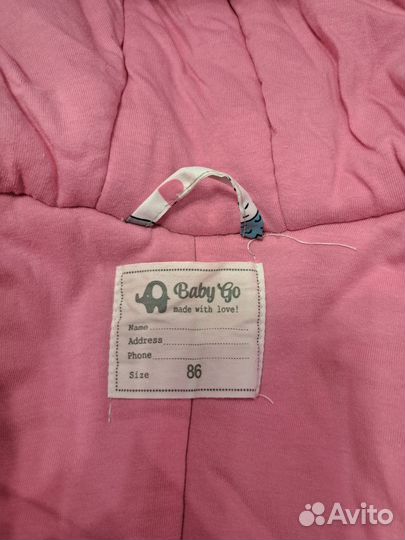 Baby Go
made with love!
Name
Address
Phone
Size 86
Avito